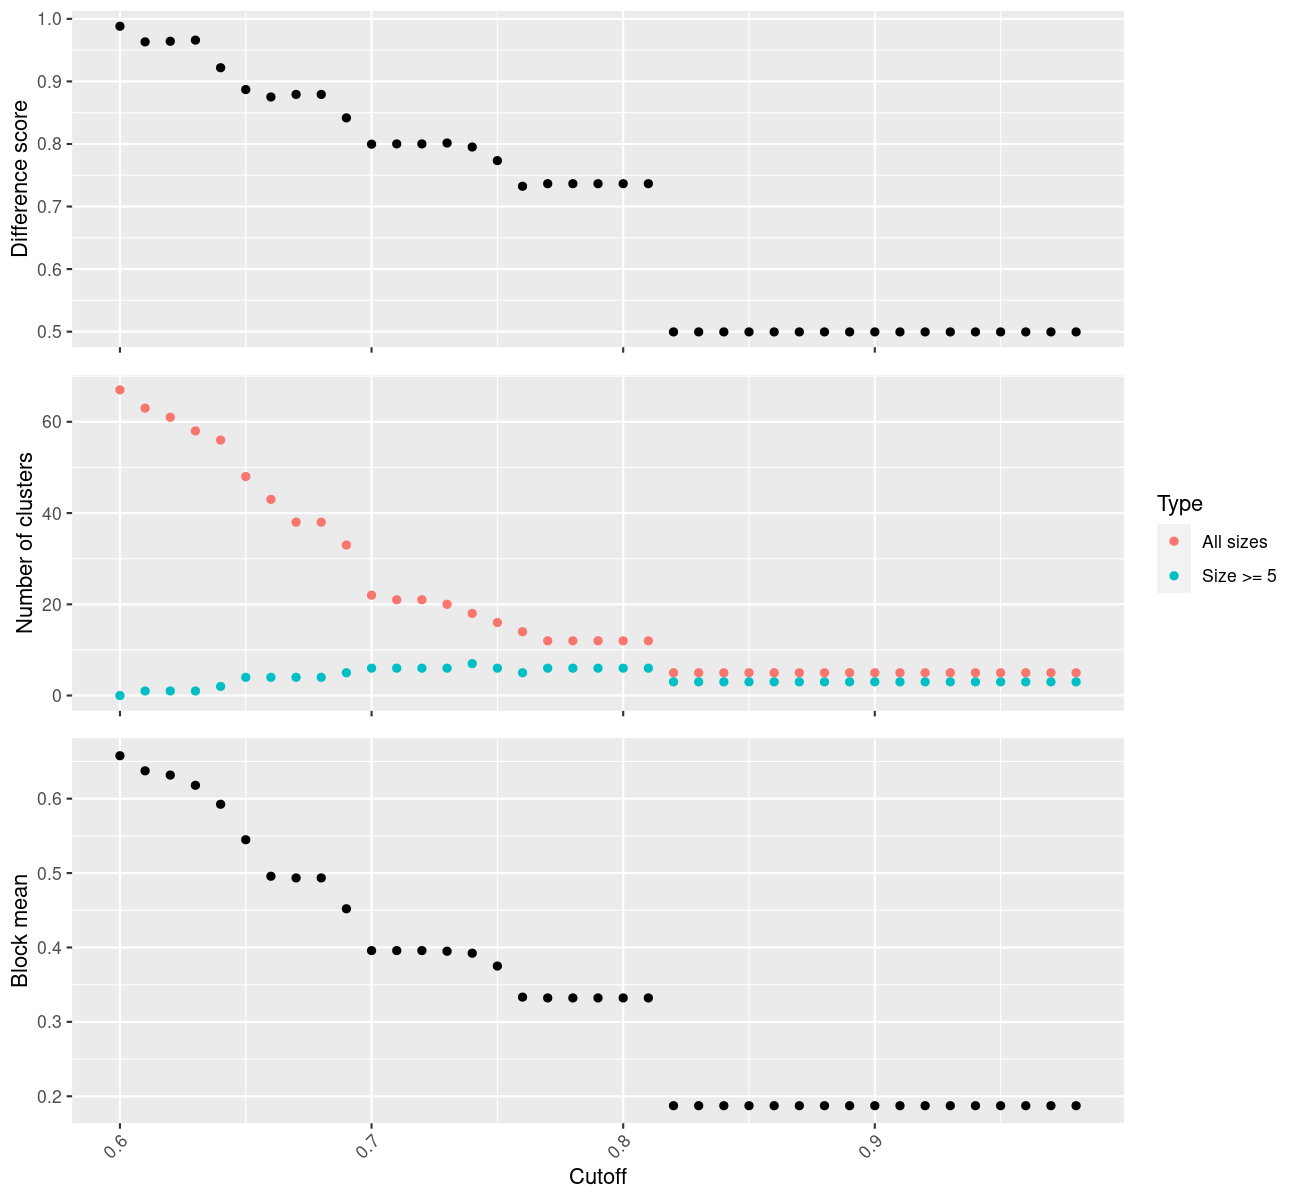 1.0
0.9
0.8
0.7
0.6
0.5
Difference score
60
40
20
0
Number of clusters
Type
All sizes
Size >= 5
0.6
0.5
0.4
0.3
0.2
Block mean
0.6
0.7
0.8
0.9
Cutoff